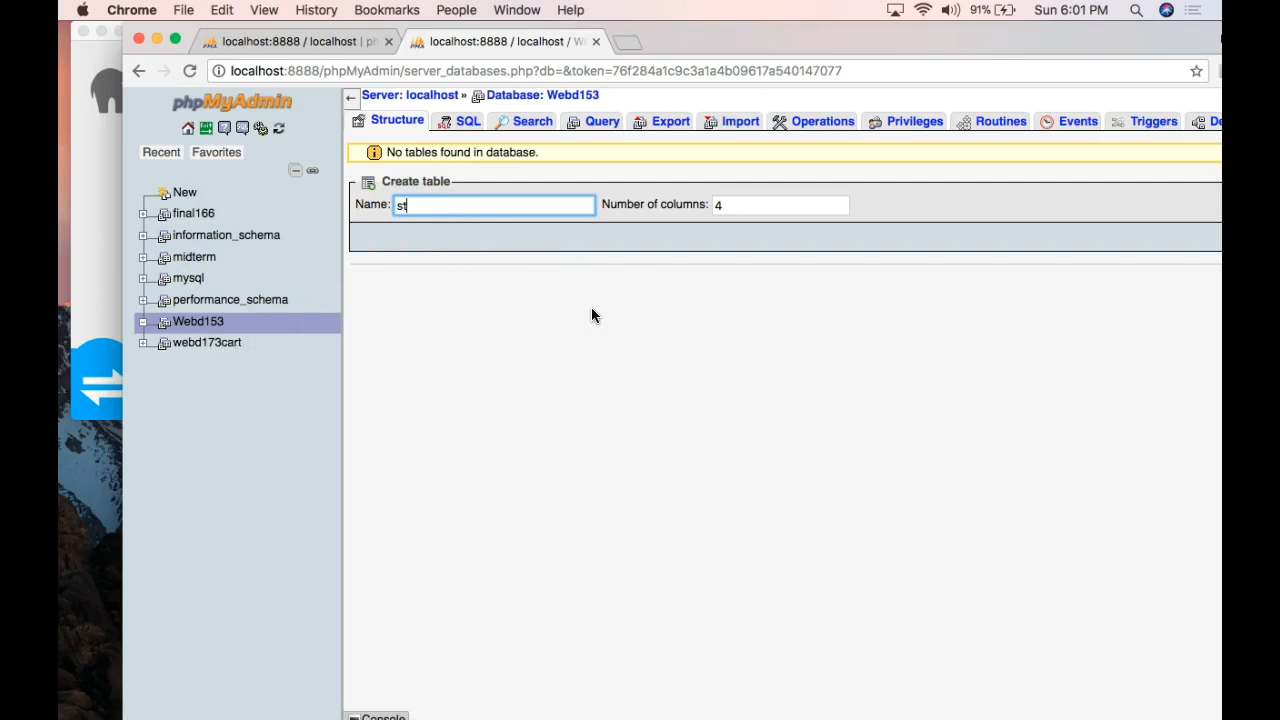 Chrome File Edit View History Bookmarks People Window Help 91% Sun 6:01 PM
localhost:8888 / localhost | ph localhost:8888 / localhost / W
localhost:8888/phpMyAdmin/server_databases.php?db=&token=76f284a1c9c3a1a4b09617a540147077
phpMyAdmin
Recent Favorites
New
final166
information_schema
midterm
mysql
performance_schema
Webd153
webd173cart
Server: localhost » Database: Webd153
Structure SQL Search Query Export Import Operations Privileges Routines Events Triggers De
No tables found in database.
Create table
Name: st Number of columns: 4
Console